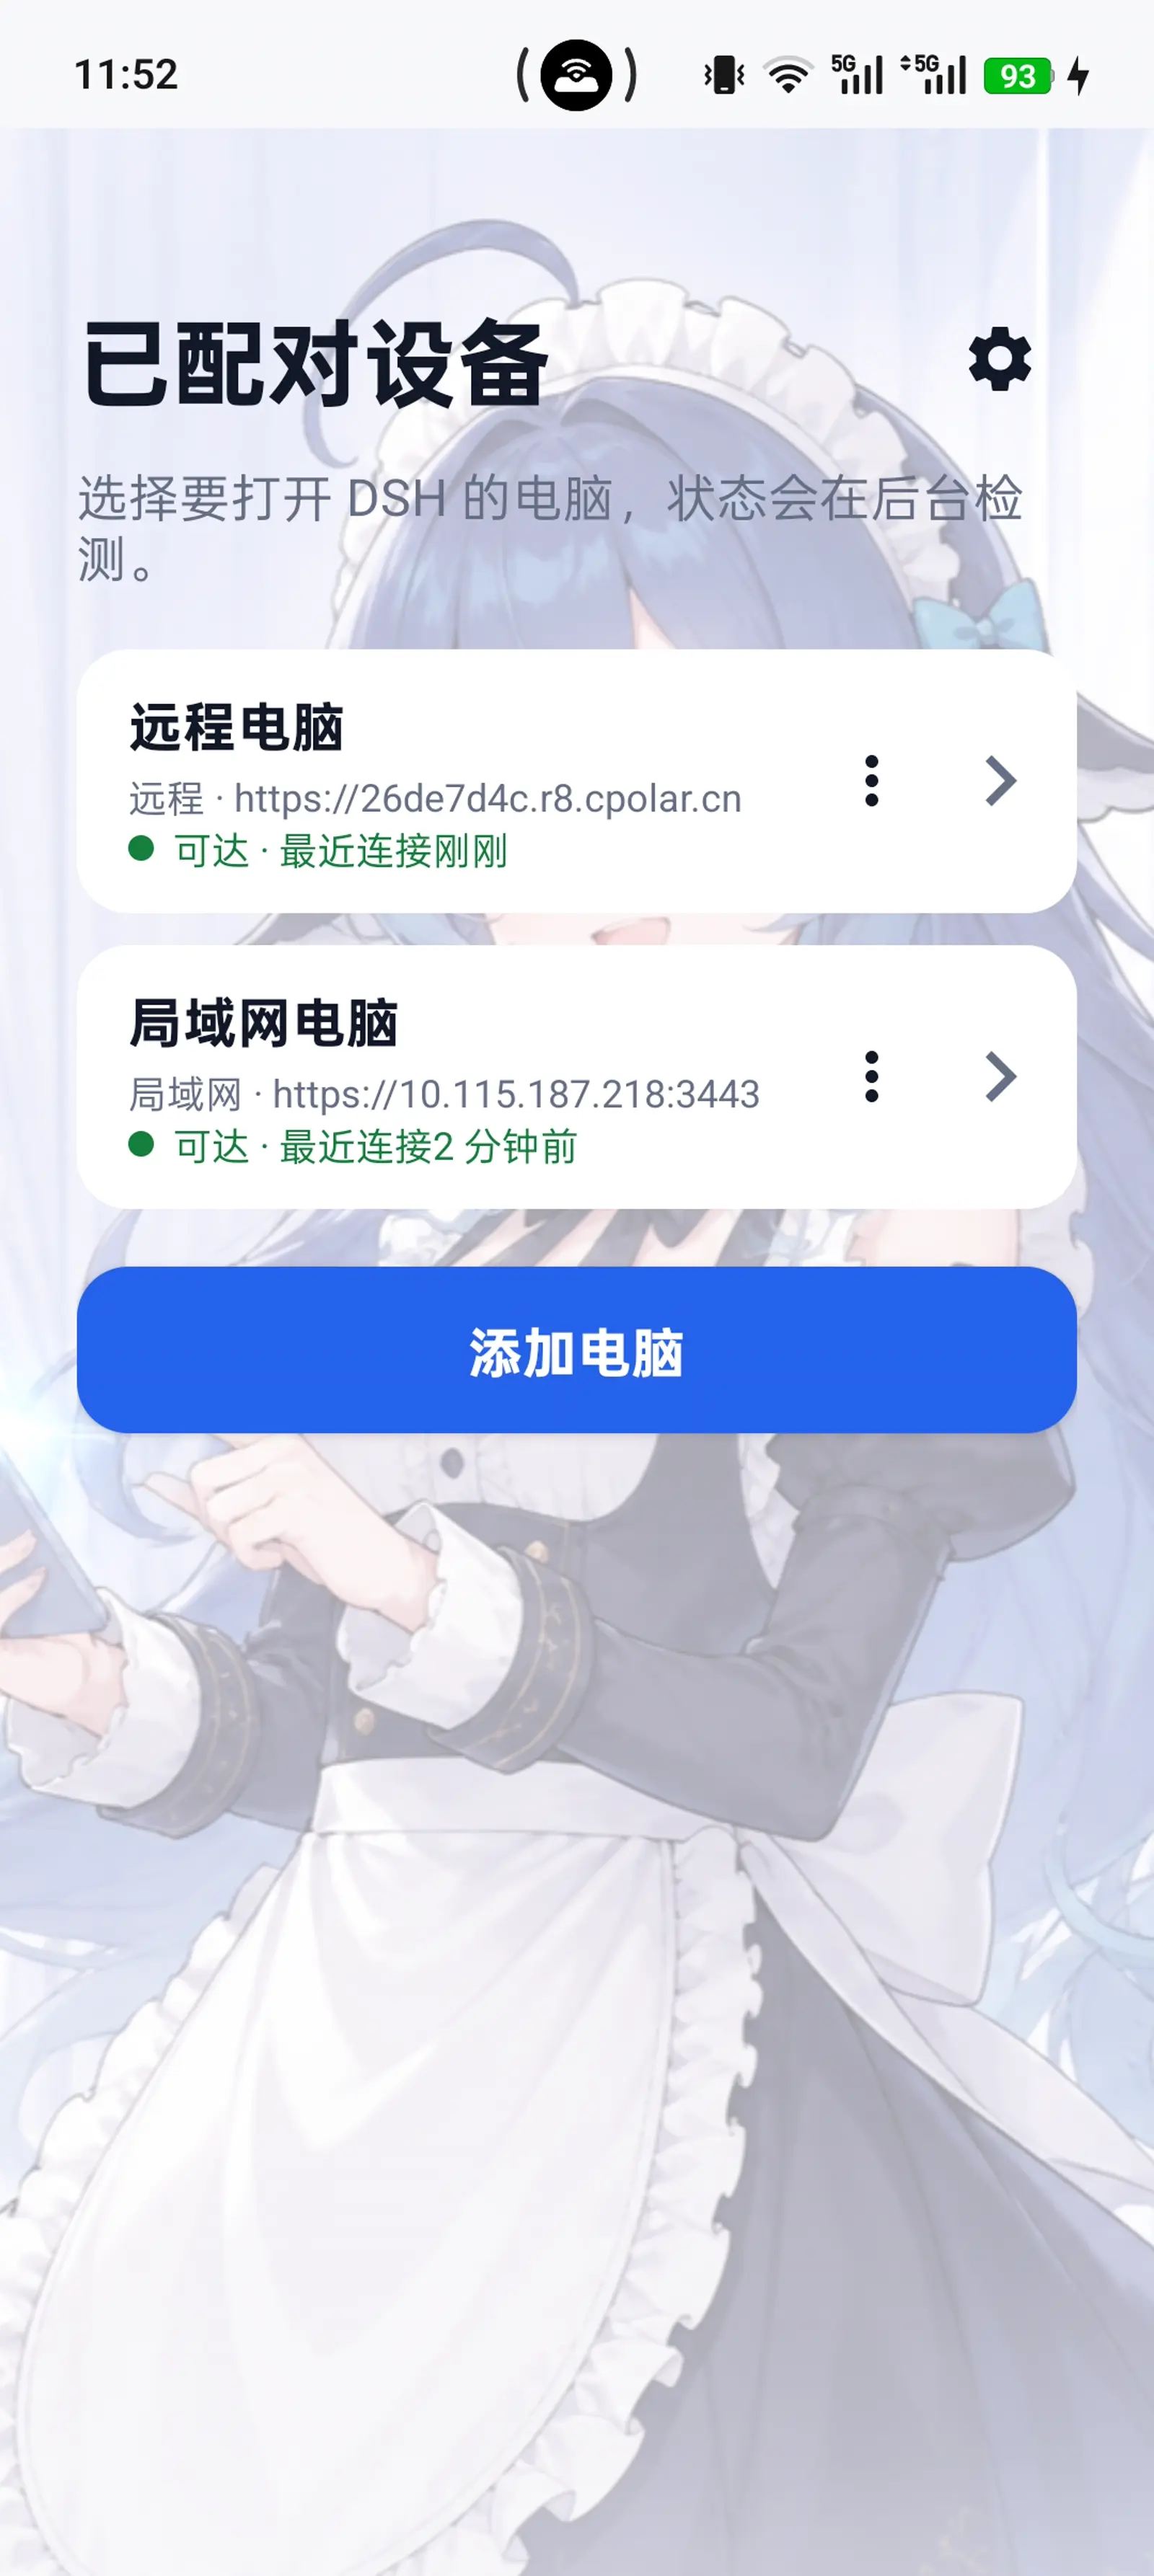 11:52
5G
5G
93
已配对设备
选择要打开 DSH 的电脑，状态会在后台检
测。
远程电脑
远程 · https://26de7d4c.r8.cpolar.cn
可达 · 最近连接刚刚
局域网电脑
局域网 · https://10.115.187.218:3443
可达 · 最近连接2 分钟前
添加电脑